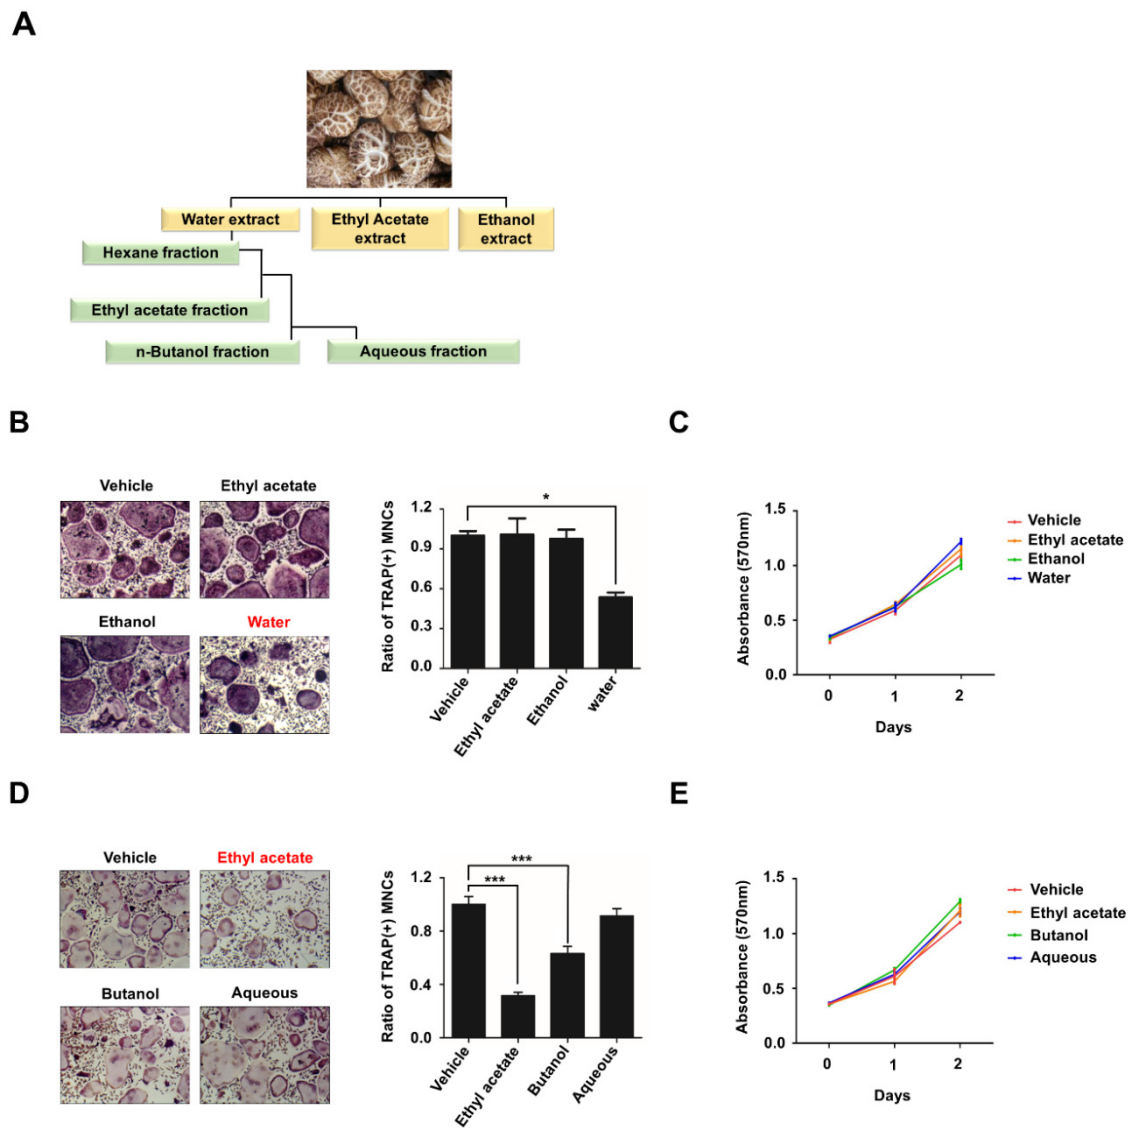 A
Water extract
Ethyl Acetate
extract
Ethanol
extract
Hexane fraction
Ethyl acetate fraction
n-Butanol fraction
Aqueous fraction
B
Vehicle
Ethyl acetate
Ethanol
Water
Ratio of TRAP(+) MNCs
1.2
0.9
0.6
0.3
0.0
*
Vehicle
Ethyl acetate
Ethanol
water
C
Absorbance (570nm)
1.5
1.0
0.5
0.0
0
1
2
Days
Vehicle
Ethyl acetate
Ethanol
Water
D
Vehicle
Ethyl acetate
Butanol
Aqueous
Ratio of TRAP(+) MNCs
1.2
0.8
0.4
0.0
***
***
Vehicle
Ethyl acetate
Butanol
Aqueous
E
Absorbance (570nm)
1.5
1.0
0.5
0.0
0
1
2
Days
Vehicle
Ethyl acetate
Butanol
Aqueous